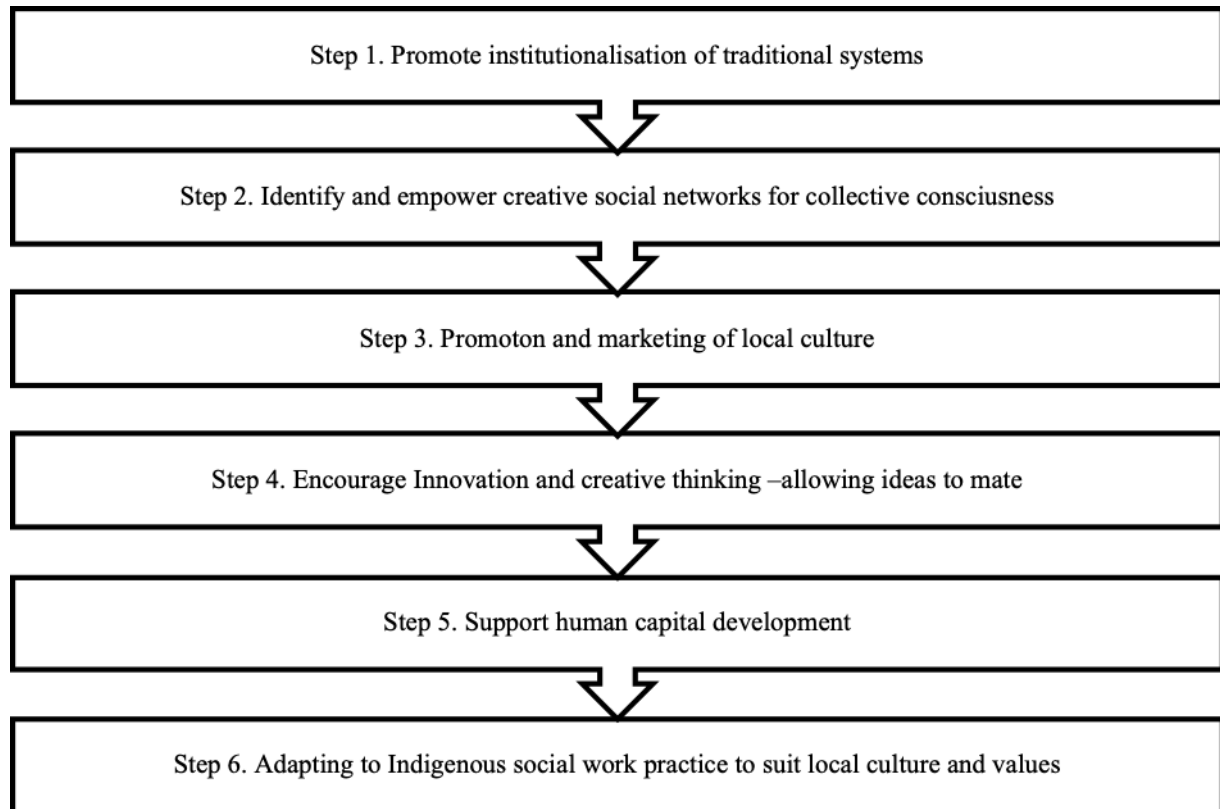 Step 1. Promote institutionalisation of traditional systems
Step 2. Identify and empower creative social networks for collective consciusness
Step 3. Promoton and marketing of local culture
Step 4. Encourage Innovation and creative thinking –allowing ideas to mate
Step 5. Support human capital development
Step 6. Adapting to Indigenous social work practice to suit local culture and values